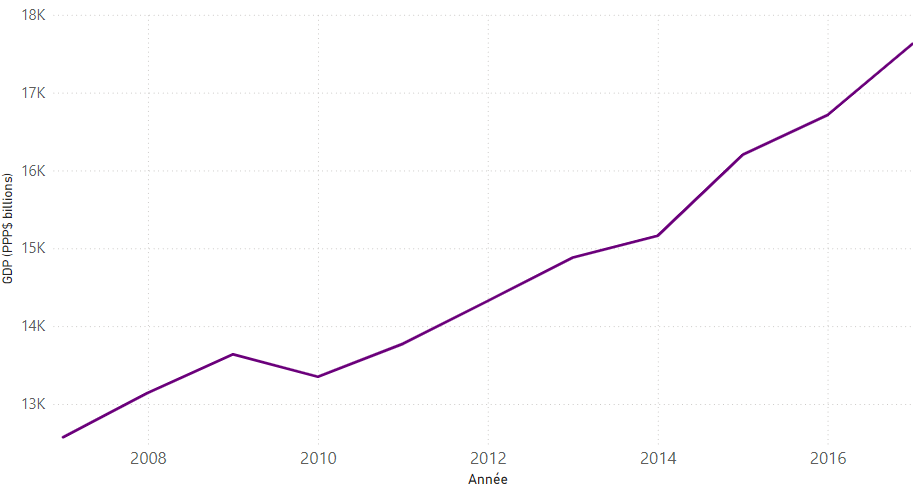 18K
17K
16K
15K
14K
13K
GDP (PPP$ billions)
2008 2010 2012 2014 2016
Année